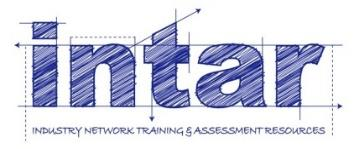 intar
INDUSTRY NETWORK TRAINING & ASSESSMENT RESOURCES